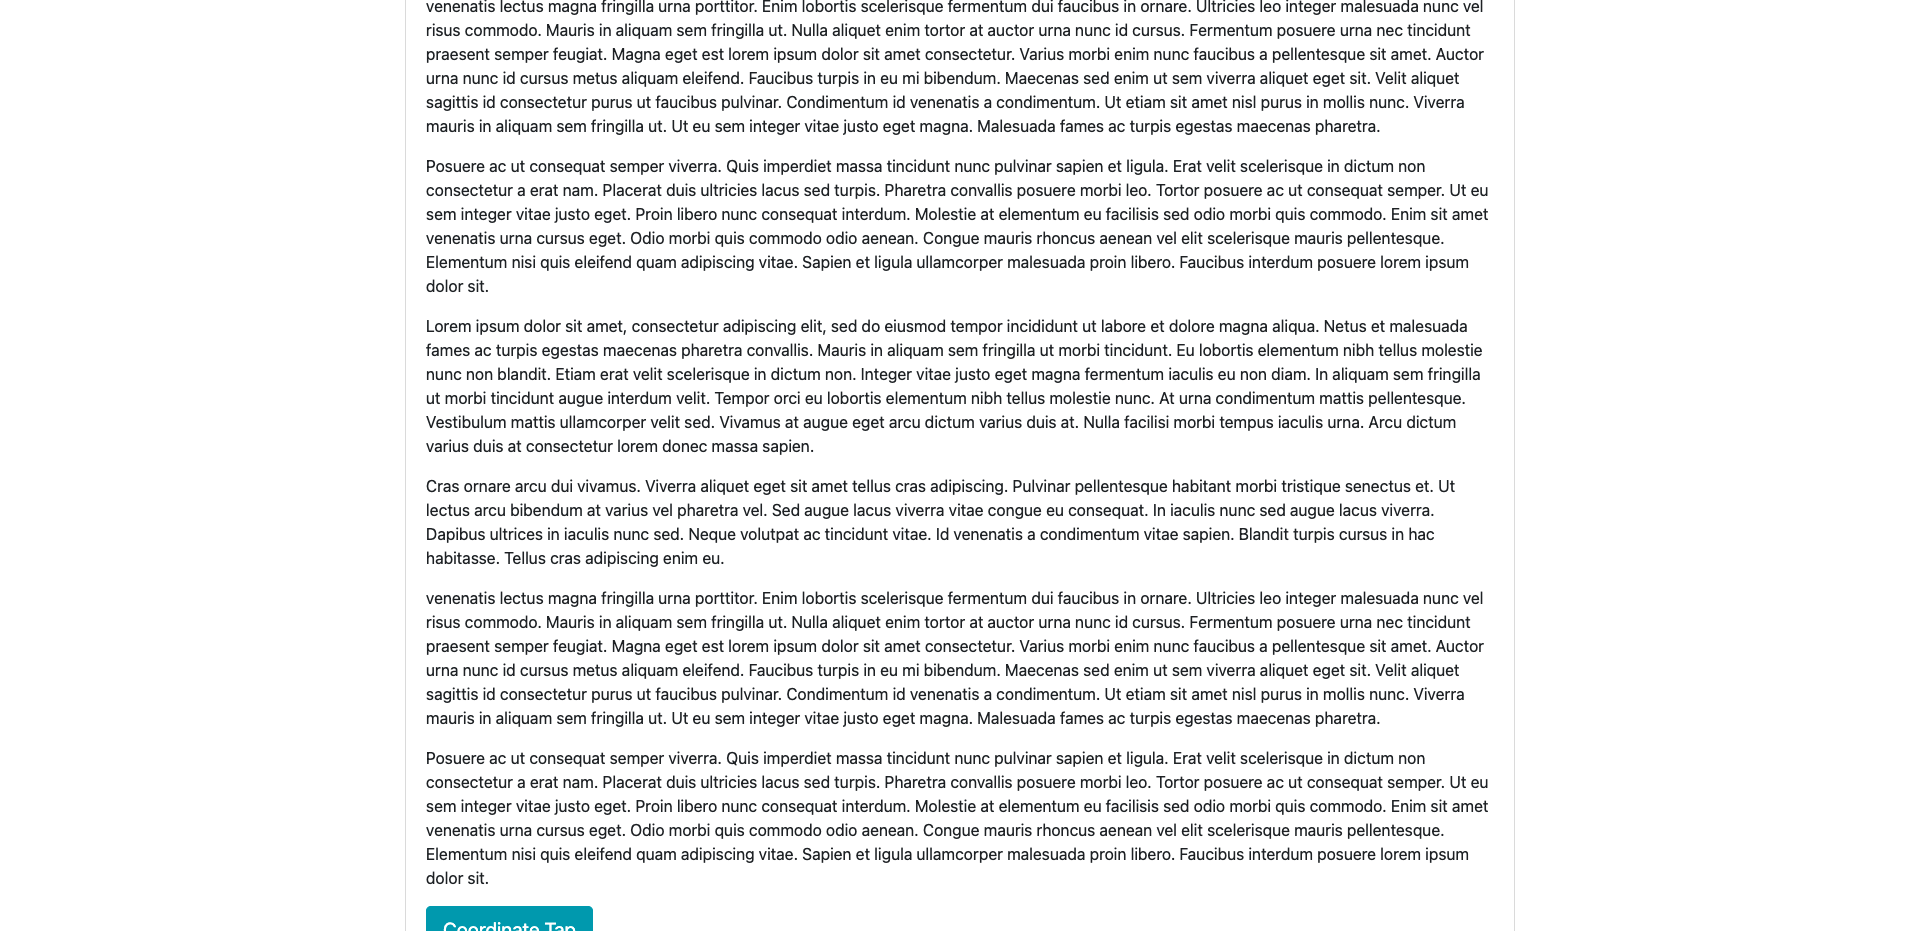 venenatis lectus magna fringilla urna porttitor. Enim lobortis scelerisque fermentum dui faucibus in ornare. Ultricies leo integer malesuada nunc vel
risus commodo. Mauris in aliquam sem fringilla ut. Nulla aliquet enim tortor at auctor urna nunc id cursus. Fermentum posuere urna nec tincidunt
praesent semper feugiat. Magna eget est lorem ipsum dolor sit amet consectetur. Varius morbi enim nunc faucibus a pellentesque sit amet. Auctor
urna nunc id cursus metus aliquam eleifend. Faucibus turpis in eu mi bibendum. Maecenas sed enim ut sem viverra aliquet eget sit. Velit aliquet
sagittis id consectetur purus ut faucibus pulvinar. Condimentum id venenatis a condimentum. Ut etiam sit amet nisl purus in mollis nunc. Viverra
mauris in aliquam sem fringilla ut. Ut eu sem integer vitae justo eget magna. Malesuada fames ac turpis egestas maecenas pharetra.
Posuere ac ut consequat semper viverra. Quis imperdiet massa tincidunt nunc pulvinar sapien et ligula. Erat velit scelerisque in dictum non
consectetur a erat nam. Placerat duis ultricies lacus sed turpis. Pharetra convallis posuere morbi leo. Tortor posuere ac ut consequat semper. Ut eu
sem integer vitae justo eget. Proin libero nunc consequat interdum. Molestie at elementum eu facilisis sed odio morbi quis commodo. Enim sit amet
venenatis urna cursus eget. Odio morbi quis commodo odio aenean. Congue mauris rhoncus aenean vel elit scelerisque mauris pellentesque.
Elementum nisi quis eleifend quam adipiscing vitae. Sapien et ligula ullamcorper malesuada proin libero. Faucibus interdum posuere lorem ipsum
dolor sit.
Lorem ipsum dolor sit amet, consectetur adipiscing elit, sed do eiusmod tempor incididunt ut labore et dolore magna aliqua. Netus et malesuada
fames ac turpis egestas maecenas pharetra convallis. Mauris in aliquam sem fringilla ut morbi tincidunt. Eu lobortis elementum nibh tellus molestie
nunc non blandit. Etiam erat velit scelerisque in dictum non. Integer vitae justo eget magna fermentum iaculis eu non diam. In aliquam sem fringilla
ut morbi tincidunt augue interdum velit. Tempor orci eu lobortis elementum nibh tellus molestie nunc. At urna condimentum mattis pellentesque.
Vestibulum mattis ullamcorper velit sed. Vivamus at augue eget arcu dictum varius duis at. Nulla facilisi morbi tempus iaculis urna. Arcu dictum
varius duis at consectetur lorem donec massa sapien.
Cras ornare arcu dui vivamus. Viverra aliquet eget sit amet tellus cras adipiscing. Pulvinar pellentesque habitant morbi tristique senectus et. Ut
lectus arcu bibendum at varius vel pharetra vel. Sed augue lacus viverra vitae congue eu consequat. In iaculis nunc sed augue lacus viverra.
Dapibus ultrices in iaculis nunc sed. Neque volutpat ac tincidunt vitae. Id venenatis a condimentum vitae sapien. Blandit turpis cursus in hac
habitasse. Tellus cras adipiscing enim eu.
venenatis lectus magna fringilla urna porttitor. Enim lobortis scelerisque fermentum dui faucibus in ornare. Ultricies leo integer malesuada nunc vel
risus commodo. Mauris in aliquam sem fringilla ut. Nulla aliquet enim tortor at auctor urna nunc id cursus. Fermentum posuere urna nec tincidunt
praesent semper feugiat. Magna eget est lorem ipsum dolor sit amet consectetur. Varius morbi enim nunc faucibus a pellentesque sit amet. Auctor
urna nunc id cursus metus aliquam eleifend. Faucibus turpis in eu mi bibendum. Maecenas sed enim ut sem viverra aliquet eget sit. Velit aliquet
sagittis id consectetur purus ut faucibus pulvinar. Condimentum id venenatis a condimentum. Ut etiam sit amet nisl purus in mollis nunc. Viverra
mauris in aliquam sem fringilla ut. Ut eu sem integer vitae justo eget magna. Malesuada fames ac turpis egestas maecenas pharetra.
Posuere ac ut consequat semper viverra. Quis imperdiet massa tincidunt nunc pulvinar sapien et ligula. Erat velit scelerisque in dictum non
consectetur a erat nam. Placerat duis ultricies lacus sed turpis. Pharetra convallis posuere morbi leo. Tortor posuere ac ut consequat semper. Ut eu
sem integer vitae justo eget. Proin libero nunc consequat interdum. Molestie at elementum eu facilisis sed odio morbi quis commodo. Enim sit amet
venenatis urna cursus eget. Odio morbi quis commodo odio aenean. Congue mauris rhoncus aenean vel elit scelerisque mauris pellentesque.
Elementum nisi quis eleifend quam adipiscing vitae. Sapien et ligula ullamcorper malesuada proin libero. Faucibus interdum posuere lorem ipsum
dolor sit.
Coordinate Tap